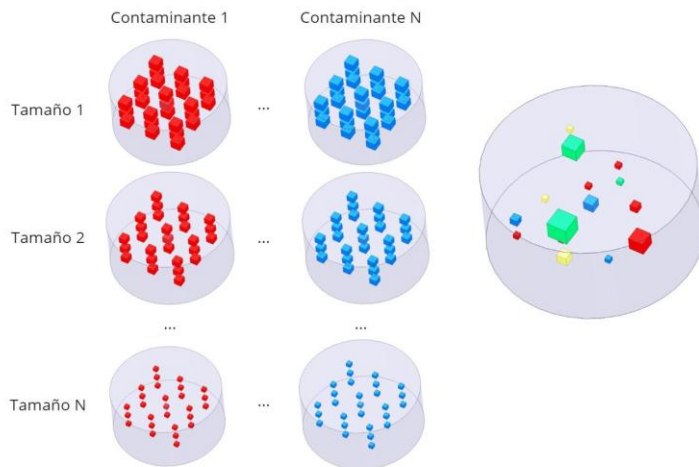 Contaminante 1
Contaminante N
Tamaño 1
...
Tamaño 2
...
...
...
Tamaño N
...